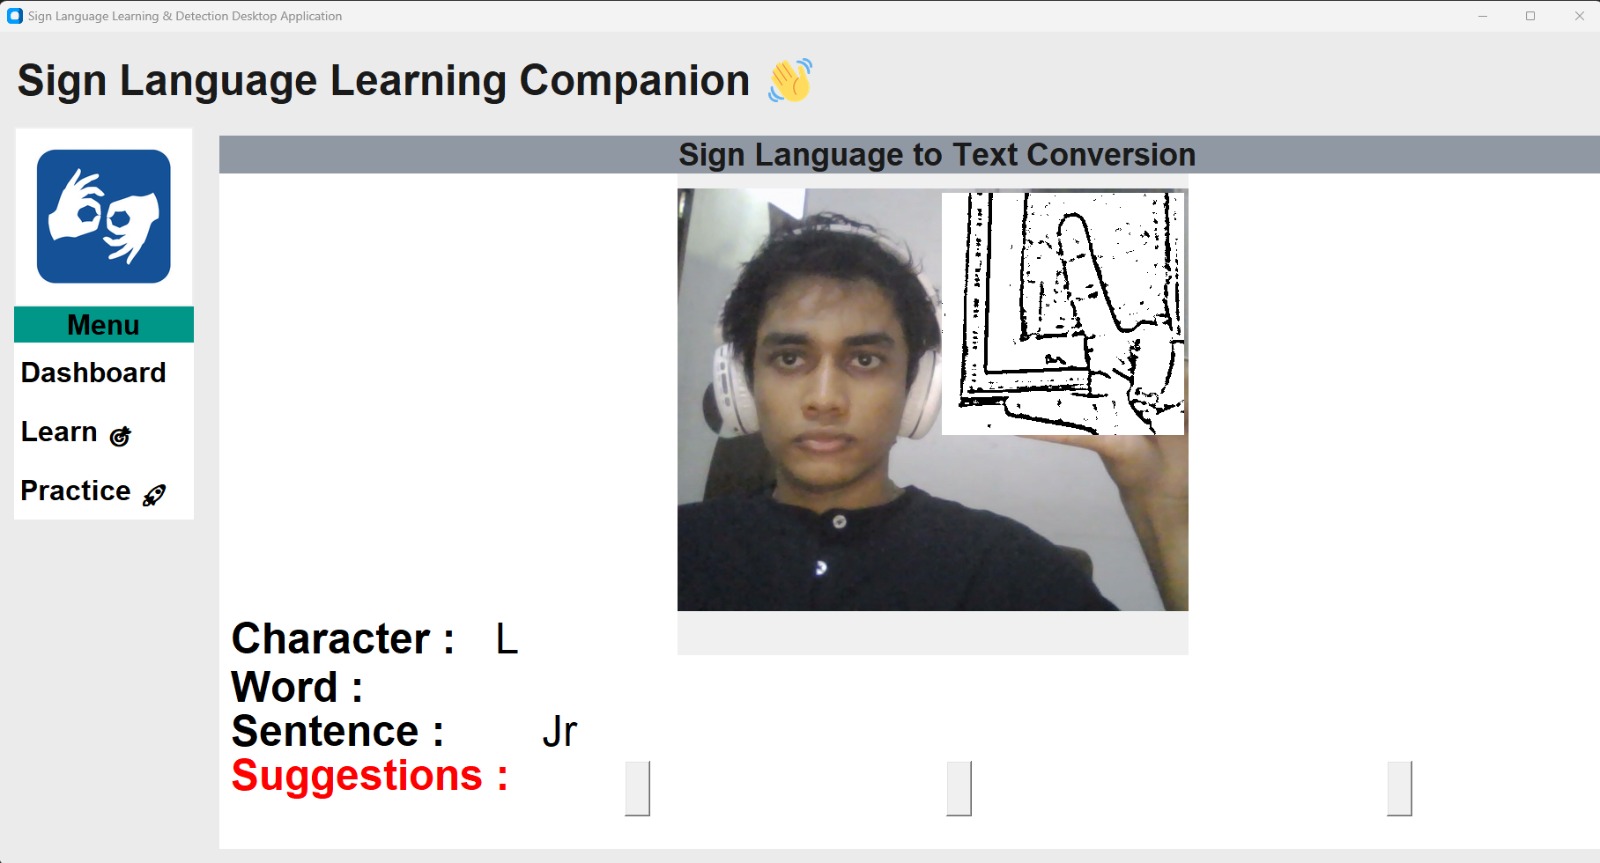 Sign Language Learning & Detection Desktop Application
Sign Language Learning Companion 👋
Sign Language to Text Conversion
Menu
Dashboard
Learn
Practice
Character : L
Word :
Sentence : Jr
Suggestions :